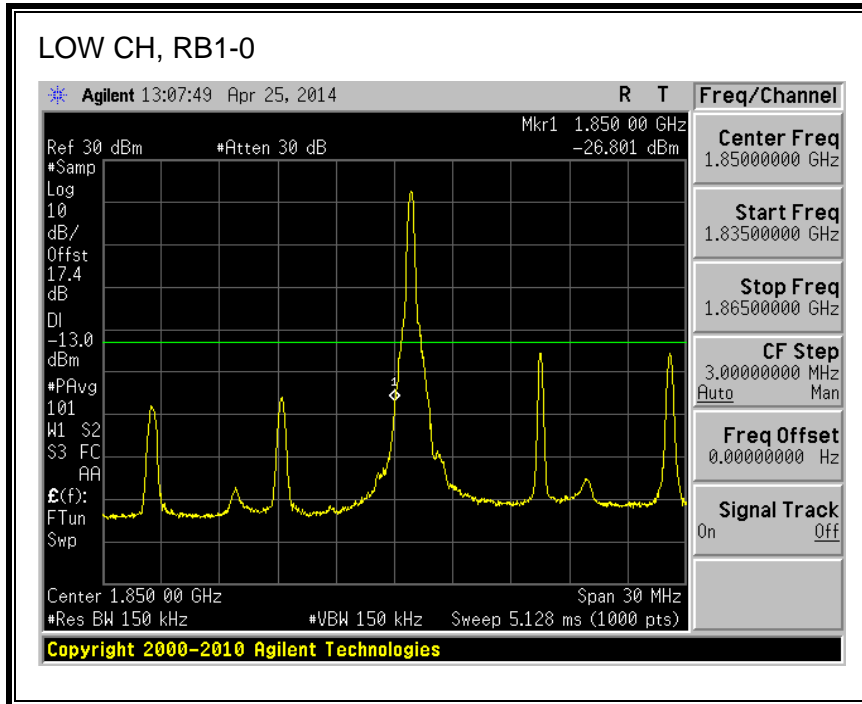 LOW CH, RB1-0
Agilent 13:07:49 Apr 25, 2014 R T
Mkr1 1.850 00 GHz
Ref 30 dBm #Atten 30 dB -26.801 dBm
#Samp
Log
10
dB/
Offst
17.4
dB
DI
-13.0
dBm
#PAvg
101
W1 S2
S3 FC
AA
£(f):
FTun
Swp
1
Center 1.850 00 GHz Span 30 MHz
#Res BW 150 kHz #VBW 150 kHz Sweep 5.128 ms (1000 pts)
Copyright 2000-2010 Agilent Technologies
Freq/Channel
Center Freq
1.85000000 GHz
Start Freq
1.83500000 GHz
Stop Freq
1.86500000 GHz
CF Step
3.00000000 MHz
Auto Man
Freq Offset
0.00000000 Hz
Signal Track
On Off